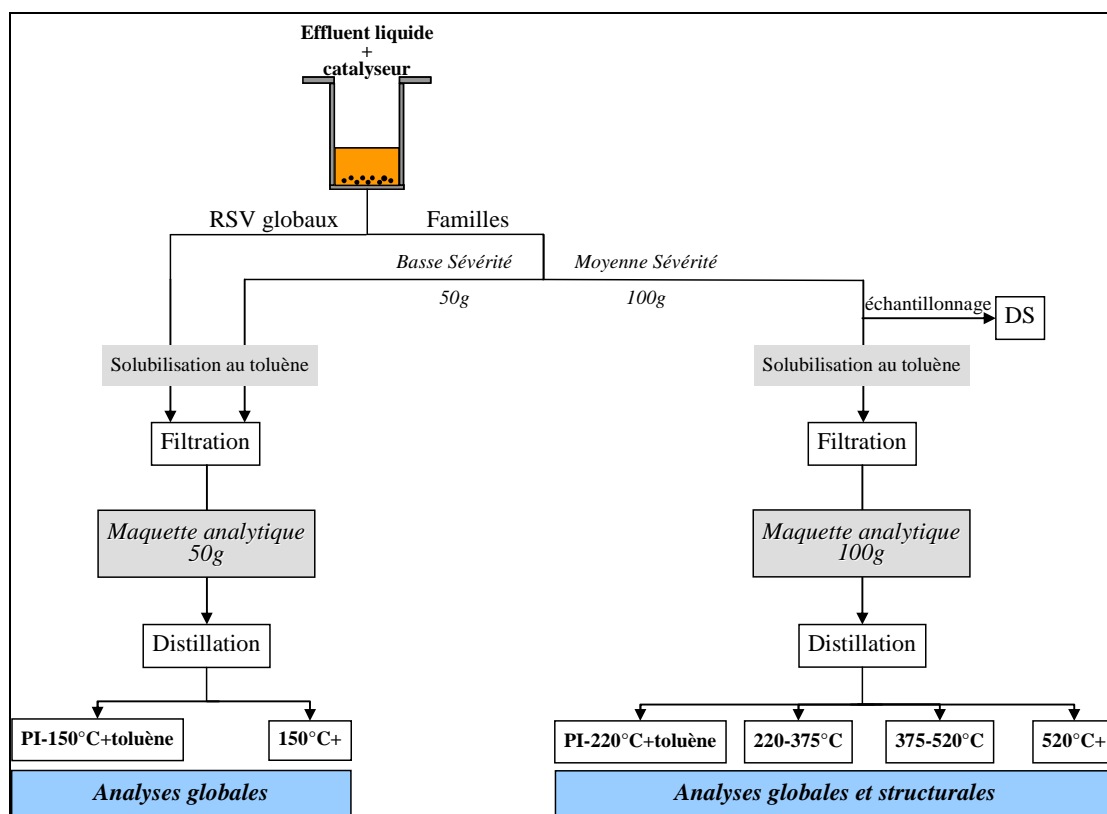 Effluent liquide
+
catalyseur
RSV globaux
Familles
Basse Sévérité
Moyenne Sévérité
50g
100g
échantillonnage
DS
Solubilisation au toluène
Solubilisation au toluène
Filtration
Filtration
Maquette analytique
50g
Maquette analytique
100g
Distillation
Distillation
PI-150°C+toluène
150°C+
PI-220°C+toluène
220-375°C
375-520°C
520°C+
Analyses globales
Analyses globales et structurales